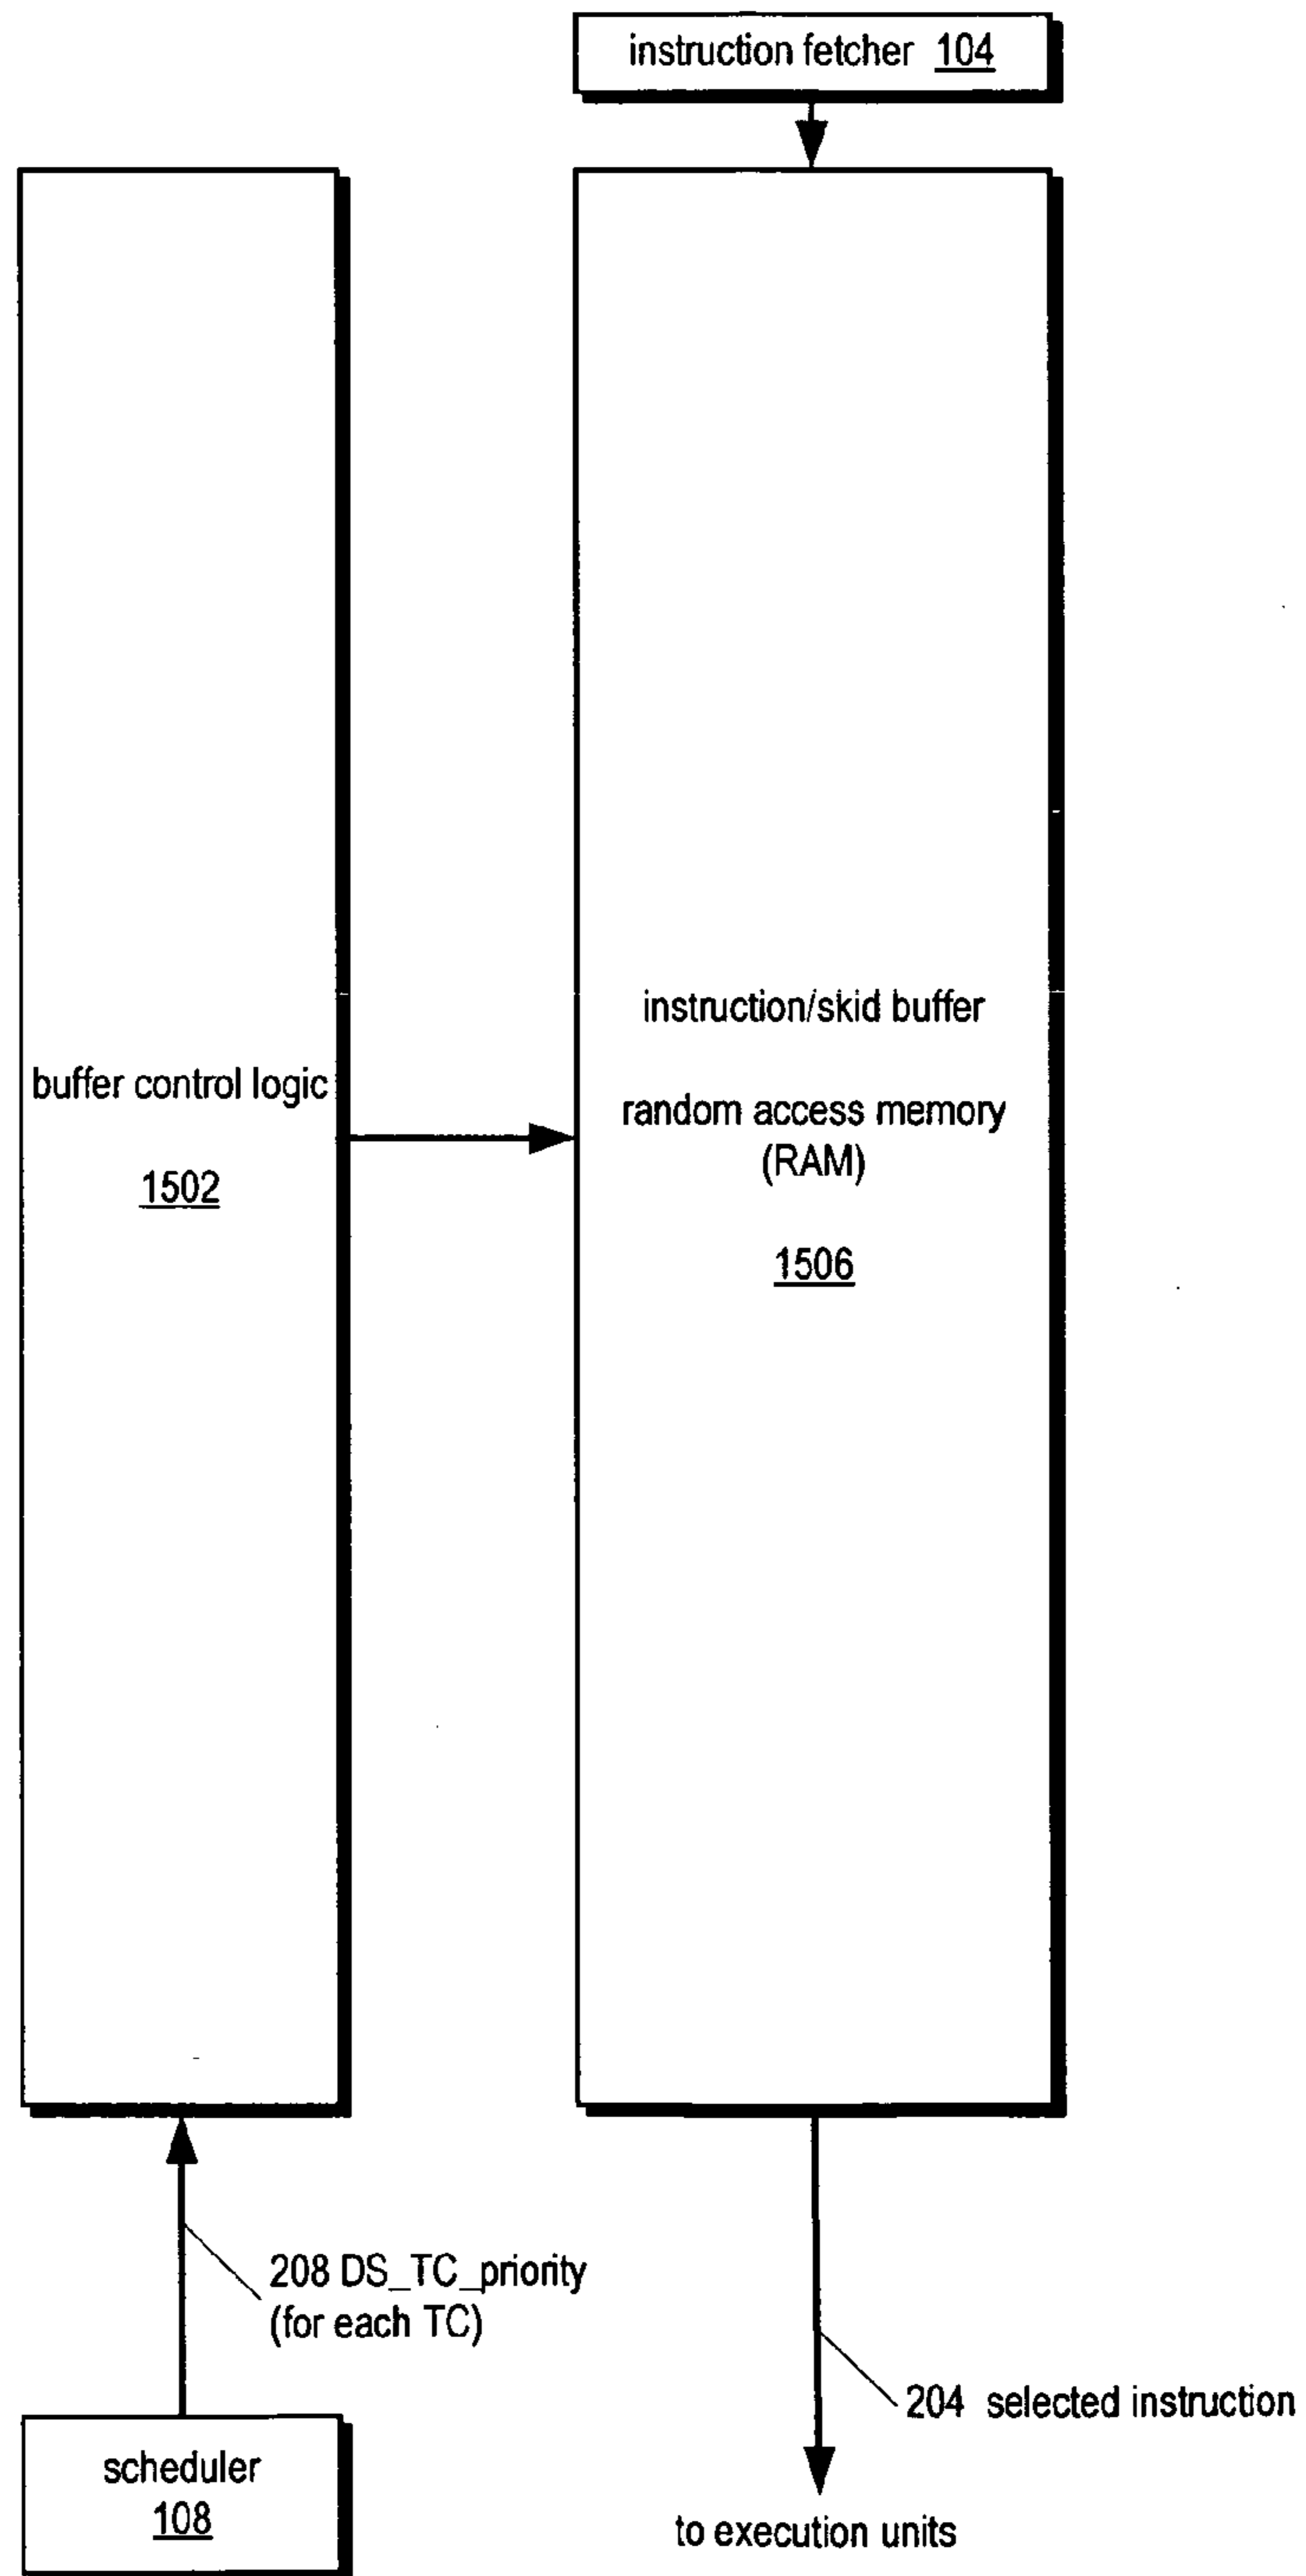 instruction fetcher 104
buffer control logic
1502
instruction/skid buffer
random access memory
(RAM)
1506
208 DS_TC_priority
(for each TC)
scheduler
108
204 selected instruction
to execution units